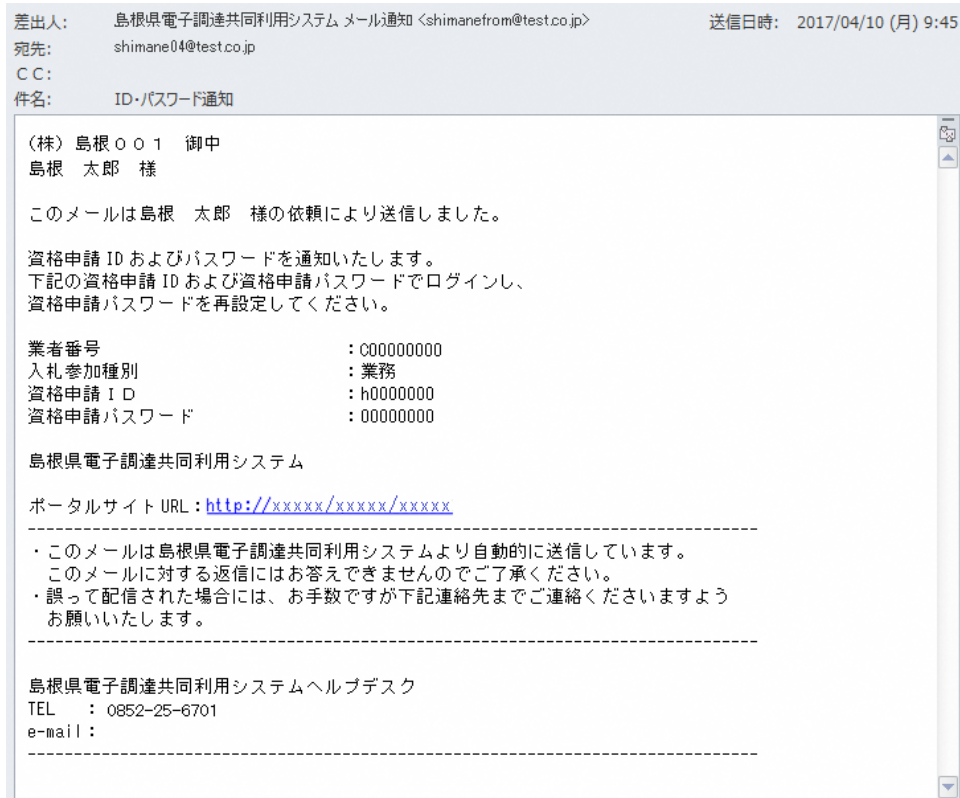 差出人: 島根県電子調達共同利用システム メール通知 <shimanefrom@test.co.jp> 送信日時: 2017/04/10 (月) 9:45
宛先: shimane04@test.co.jp
CC:
件名: ID・パスワード通知
(株) 島根００１　御中
島根　太郎　様
このメールは島根　太郎　様の依頼により送信しました。
資格申請IDおよびパスワードを通知いたします。
下記の資格申請IDおよび資格申請パスワードでログインし、
資格申請パスワードを再設定してください。
業者番号 : C00000000
入札参加種別 : 業務
資格申請ＩＤ : h0000000
資格申請パスワード : 00000000
島根県電子調達共同利用システム
ポータルサイトURL : http://xxxxx/xxxxx/xxxxx
-------------------------------------------------------------------------------
・このメールは島根県電子調達共同利用システムより自動的に送信しています。
このメールに対する返信にはお答えできませんのでご了承ください。
・誤って配信された場合には、お手数ですが下記連絡先までご連絡くださいますよう
お願いいたします。
-------------------------------------------------------------------------------
島根県電子調達共同利用システムヘルプデスク
TEL : 0852-25-6701
e-mail :
-------------------------------------------------------------------------------